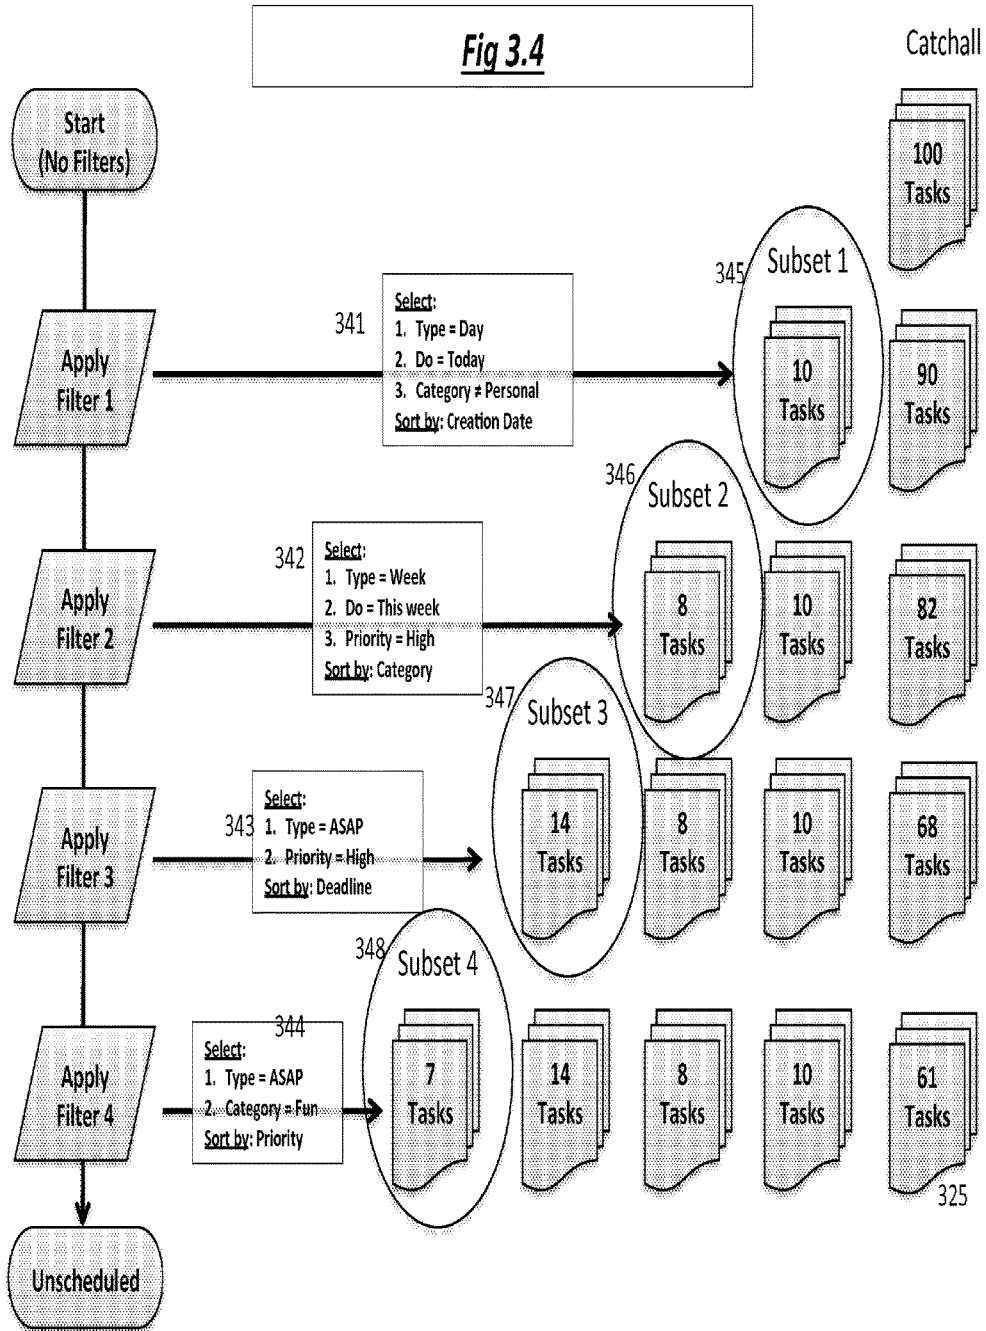 Fig 3.4
Catchall
Start
(No Filters)
100
Tasks
345
Subset 1
341
Select:
1. Type = Day
2. Do = Today
3. Category ≠ Personal
Sort by: Creation Date
Apply
Filter 1
10
Tasks
90
Tasks
346
Subset 2
342
Select:
1. Type = Week
2. Do = This week
3. Priority = High
Sort by: Category
Apply
Filter 2
8
Tasks
10
Tasks
82
Tasks
347
Subset 3
343
Select:
1. Type = ASAP
2. Priority = High
Sort by: Deadline
Apply
Filter 3
14
Tasks
8
Tasks
10
Tasks
68
Tasks
348
Subset 4
344
Select:
1. Type = ASAP
2. Category = Fun
Sort by: Priority
Apply
Filter 4
7
Tasks
14
Tasks
8
Tasks
10
Tasks
61
Tasks
325
Unscheduled